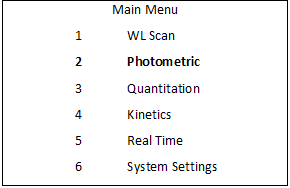 Main Menu
1 WL Scan
2 Photometric
3 Quantitation
4 Kinetics
5 Real Time
6 System Settings